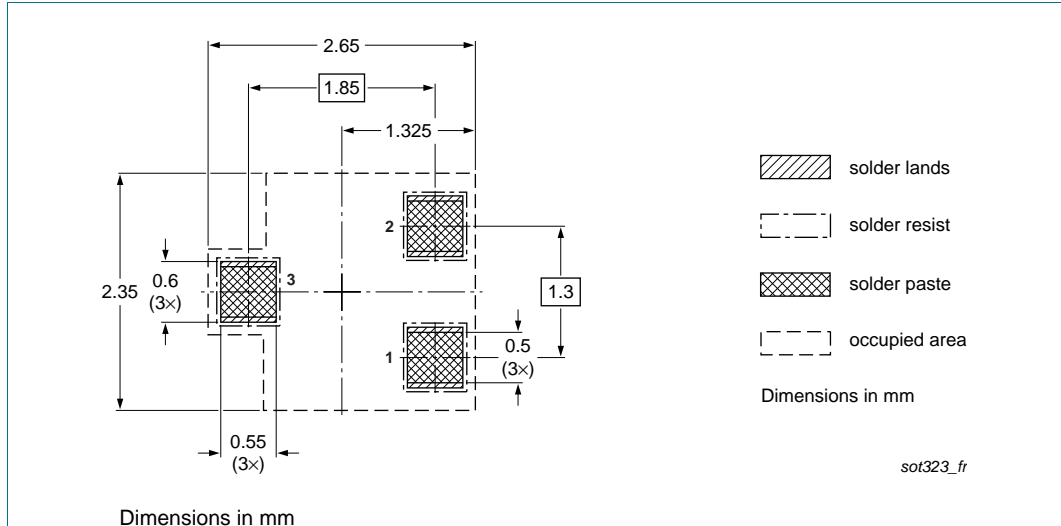 2.65
1.85
1.325
solder lands
2
solder resist
0.6
(3×)
3
2.35
1.3
solder paste
1
0.5
(3×)
occupied area
Dimensions in mm
0.55
(3×)
sot323_fr
Dimensions in mm